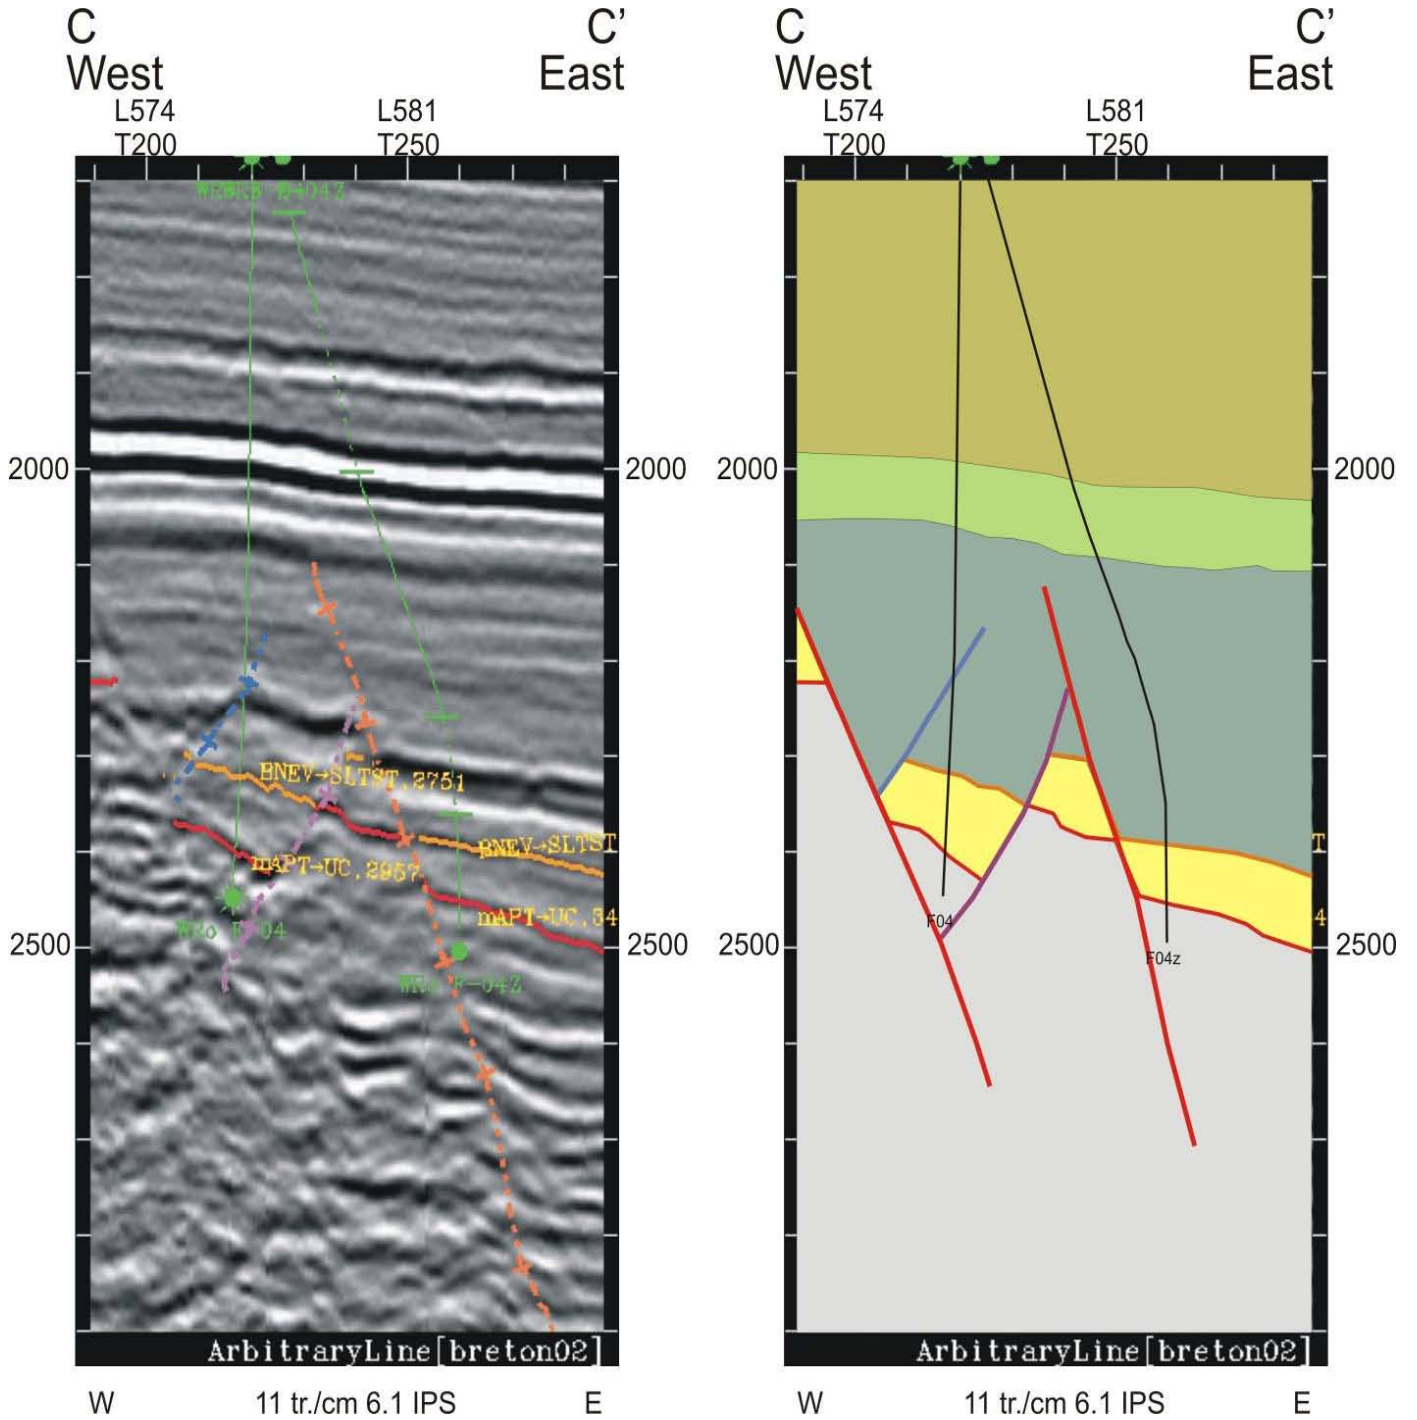 C C’
West East
L574 L581
T200 T250
2000 2000
BNEV→SLTST,2751
BNEV→SLTST
mAPT→UC,2957
mAPT→UC,34
2500 2500
ArbitraryLine[breton02]
W 11 tr./cm 6.1 IPS E
C C’
West East
L574 L581
T200 T250
2000 2000
T
F04
4
2500 2500
F04z
ArbitraryLine[breton02]
W 11 tr./cm 6.1 IPS E